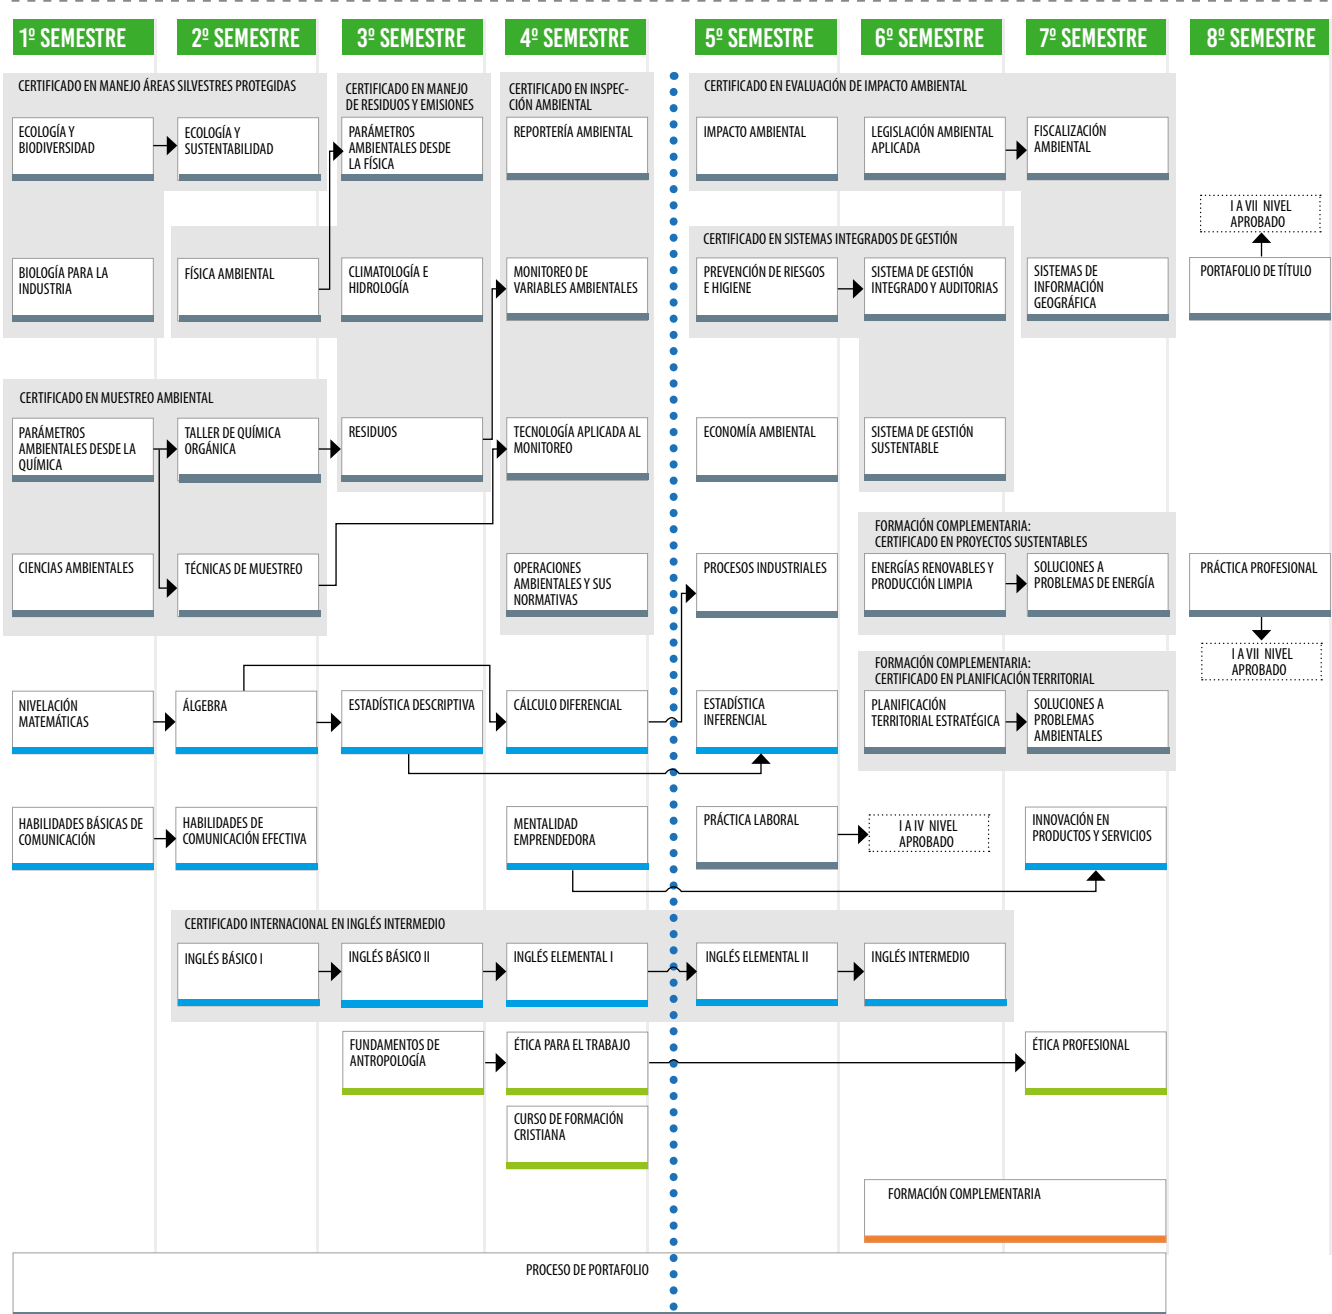 1º SEMESTRE
2º SEMESTRE
3º SEMESTRE
4º SEMESTRE
5º SEMESTRE
6º SEMESTRE
7º SEMESTRE
8º SEMESTRE
CERTIFICADO EN MANEJO ÁREAS SILVESTRES PROTEGIDAS
CERTIFICADO EN MANEJO
DE RESIDUOS Y EMISIONES
CERTIFICADO EN INSPEC-
CIÓN AMBIENTAL
CERTIFICADO EN EVALUACIÓN DE IMPACTO AMBIENTAL
ECOLOGÍA Y
BIODIVERSIDAD
ECOLOGÍA Y
SUSTENTABILIDAD
PARÁMETROS
AMBIENTALES DESDE
LA FÍSICA
REPORTERÍA AMBIENTAL
IMPACTO AMBIENTAL
LEGISLACIÓN AMBIENTAL
APLICADA
FISCALIZACIÓN
AMBIENTAL
I A VII NIVEL
APROBADO
CERTIFICADO EN SISTEMAS INTEGRADOS DE GESTIÓN
BIOLOGÍA PARA LA
INDUSTRIA
FÍSICA AMBIENTAL
CLIMATOLOGÍA E
HIDROLOGÍA
MONITOREO DE
VARIABLES AMBIENTALES
PREVENCIÓN DE RIESGOS
E HIGIENE
SISTEMA DE GESTIÓN
INTEGRADO Y AUDITORIAS
SISTEMAS DE
INFORMACIÓN
GEOGRÁFICA
PORTAFOLIO DE TÍTULO
CERTIFICADO EN MUESTREO AMBIENTAL
PARÁMETROS
AMBIENTALES DESDE LA
QUÍMICA
TALLER DE QUÍMICA
ORGÁNICA
RESIDUOS
TECNOLOGÍA APLICADA AL
MONITOREO
ECONOMÍA AMBIENTAL
SISTEMA DE GESTIÓN
SUSTENTABLE
FORMACIÓN COMPLEMENTARIA:
CERTIFICADO EN PROYECTOS SUSTENTABLES
CIENCIAS AMBIENTALES
TÉCNICAS DE MUESTREO
OPERACIONES
AMBIENTALES Y SUS
NORMATIVAS
PROCESOS INDUSTRIALES
ENERGÍAS RENOVABLES Y
PRODUCCIÓN LIMPIA
SOLUCIONES A
PROBLEMAS DE ENERGÍA
PRÁCTICA PROFESIONAL
I A VII NIVEL
APROBADO
FORMACIÓN COMPLEMENTARIA:
CERTIFICADO EN PLANIFICACIÓN TERRITORIAL
NIVELACIÓN
MATEMÁTICAS
ÁLGEBRA
ESTADÍSTICA DESCRIPTIVA
CÁLCULO DIFERENCIAL
ESTADÍSTICA
INFERENCIAL
PLANIFICACIÓN
TERRITORIAL ESTRATÉGICA
SOLUCIONES A
PROBLEMAS
AMBIENTALES
HABILIDADES BÁSICAS DE
COMUNICACIÓN
HABILIDADES DE
COMUNICACIÓN EFECTIVA
MENTALIDAD
EMPRENDEDORA
PRÁCTICA LABORAL
I A IV NIVEL
APROBADO
INNOVACIÓN EN
PRODUCTOS Y SERVICIOS
CERTIFICADO INTERNACIONAL EN INGLÉS INTERMEDIO
INGLÉS BÁSICO I
INGLÉS BÁSICO II
INGLÉS ELEMENTAL I
INGLÉS ELEMENTAL II
INGLÉS INTERMEDIO
FUNDAMENTOS DE
ANTROPOLOGÍA
ÉTICA PARA EL TRABAJO
ÉTICA PROFESIONAL
CURSO DE FORMACIÓN
CRISTIANA
FORMACIÓN COMPLEMENTARIA
PROCESO DE PORTAFOLIO